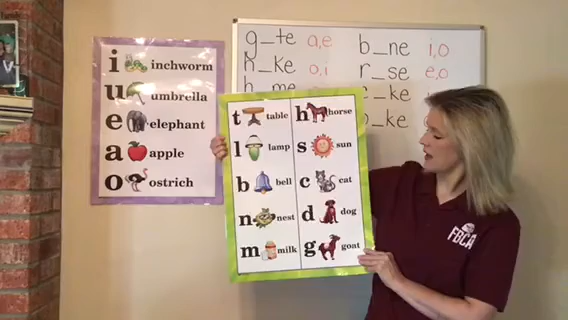 i inchworm
u umbrella
e elephant
a apple
o ostrich
g_te a,e b_ne i,o
h_ke o,i r_se e,o
_ke
_ke
t table h horse
l lamp s sun
b bell c cat
n nest d dog
m milk g goat
FBCA